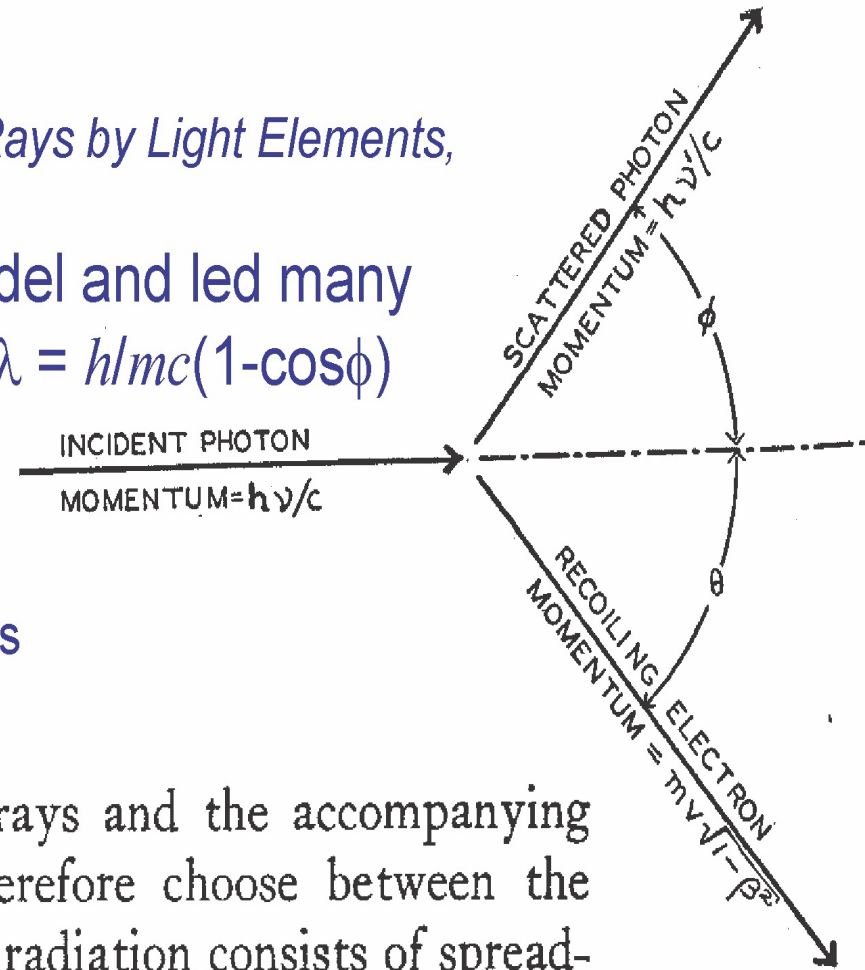 Rays by Light Elements,
del and led many
λ = h/mc(1-cosϕ)
INCIDENT PHOTON
MOMENTUM=hν/c
SCATTERED PHOTON
MOMENTUM = hν'/c
ϕ
θ
RECOILING ELECTRON
MOMENTUM = mv√1-β²
s
rays and the accompanying
erefore choose between the
radiation consists of spread-